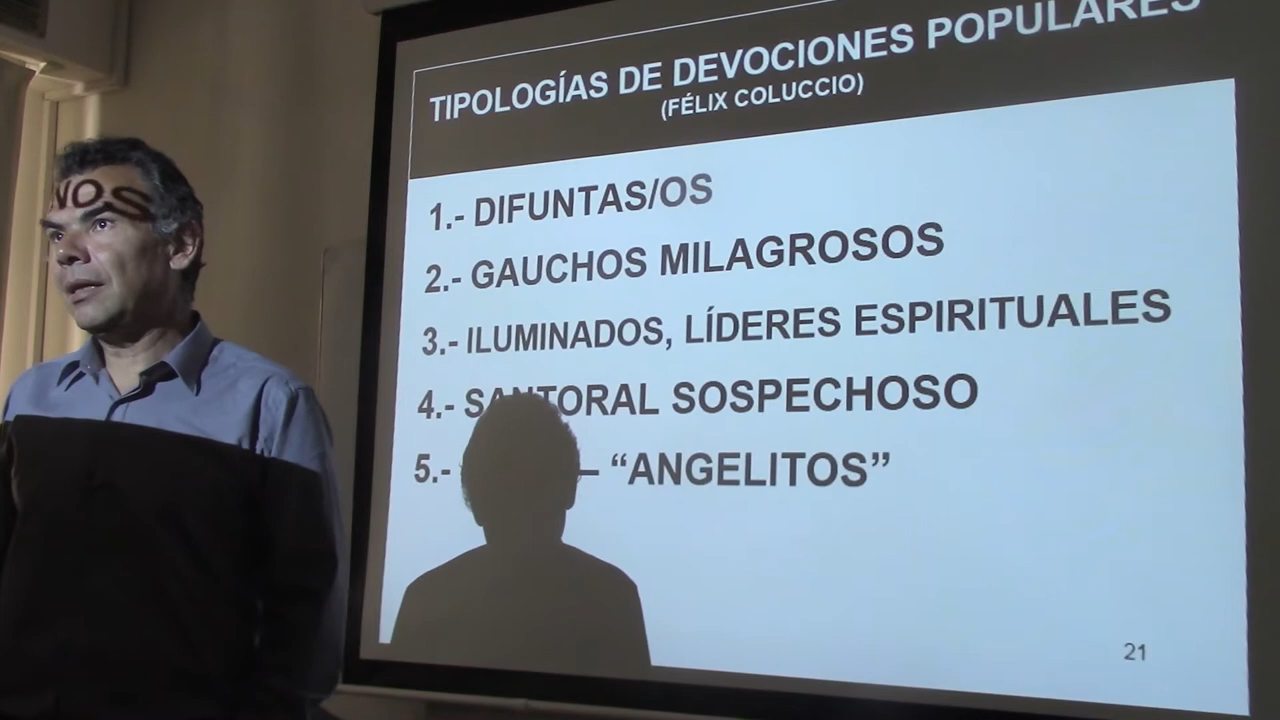 TIPOLOGÍAS DE DEVOCIONES POPULARES
(FÉLIX COLUCCIO)
1.- DIFUNTAS/OS
2.- GAUCHOS MILAGROSOS
3.- ILUMINADOS, LÍDERES ESPIRITUALES
4.- SANTORAL SOSPECHOSO
5.- – “ANGELITOS”
21
NOS